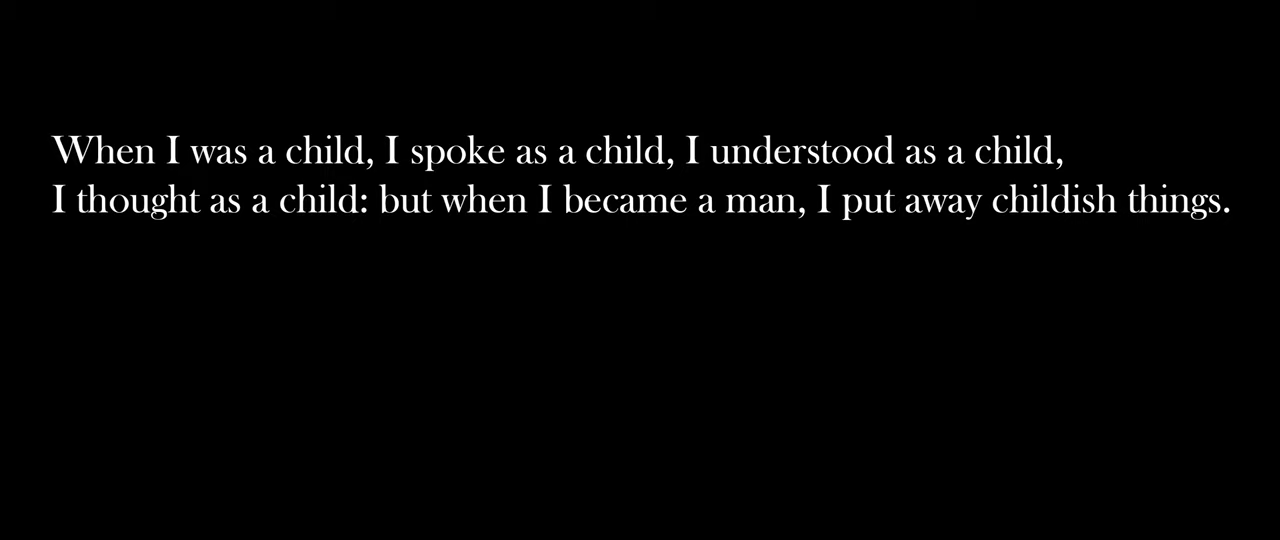 When I was a child, I spoke as a child, I understood as a child,
I thought as a child: but when I became a man, I put away childish things.